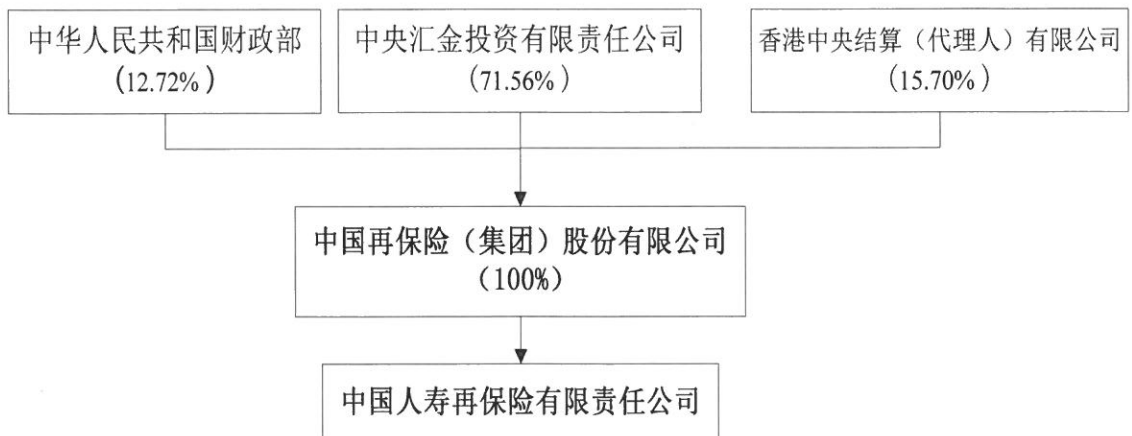 中华人民共和国财政部
(12.72%)
中央汇金投资有限责任公司
(71.56%)
香港中央结算（代理人）有限公司
(15.70%)
中国再保险（集团）股份有限公司
(100%)
中国人寿再保险有限责任公司